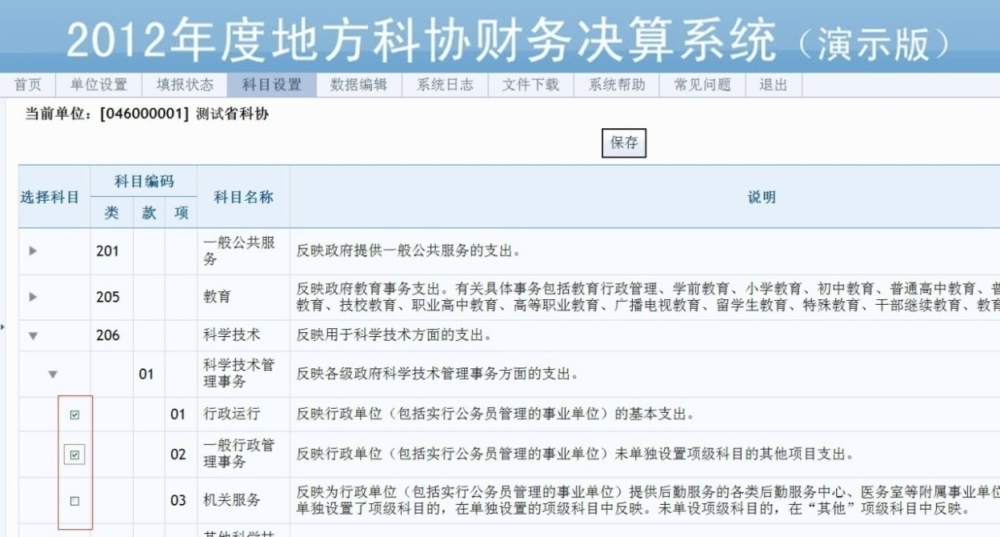 2012年度地方科协财务决算系统（演示版）
首页 单位设置 填报状态 科目设置 数据编辑 系统日志 文件下载 系统帮助 常见问题 退出
当前单位：[046000001] 测试省科协
保存
选择科目 科目编码 科目名称 说明
类 款 项
201 一般公共服
务
反映政府提供一般公共服务的支出。
205 教育
反映政府教育事务支出。有关具体事务包括教育行政管理、学前教育、小学教育、初中教育、普通高中教育、普
教育、技校教育、职业高中教育、高等职业教育、广播电视教育、留学生教育、特殊教育、干部继续教育、教育
206 科学技术 反映用于科学技术方面的支出。
01 科学技术管
理事务
反映各级政府科学技术管理事务方面的支出。
01 行政运行 反映行政单位（包括实行公务员管理的事业单位）的基本支出。
02 一般行政管
理事务
反映行政单位（包括实行公务员管理的事业单位）未单独设置项级科目的其他项目支出。
03 机关服务
反映为行政单位（包括实行公务员管理的事业单位）提供后勤服务的各类后勤服务中心、医务室等附属事业单位
单独设置了项级科目的，在单独设置的项级科目中反映。未单设项级科目的，在“其他”项级科目中反映。
其他科学技